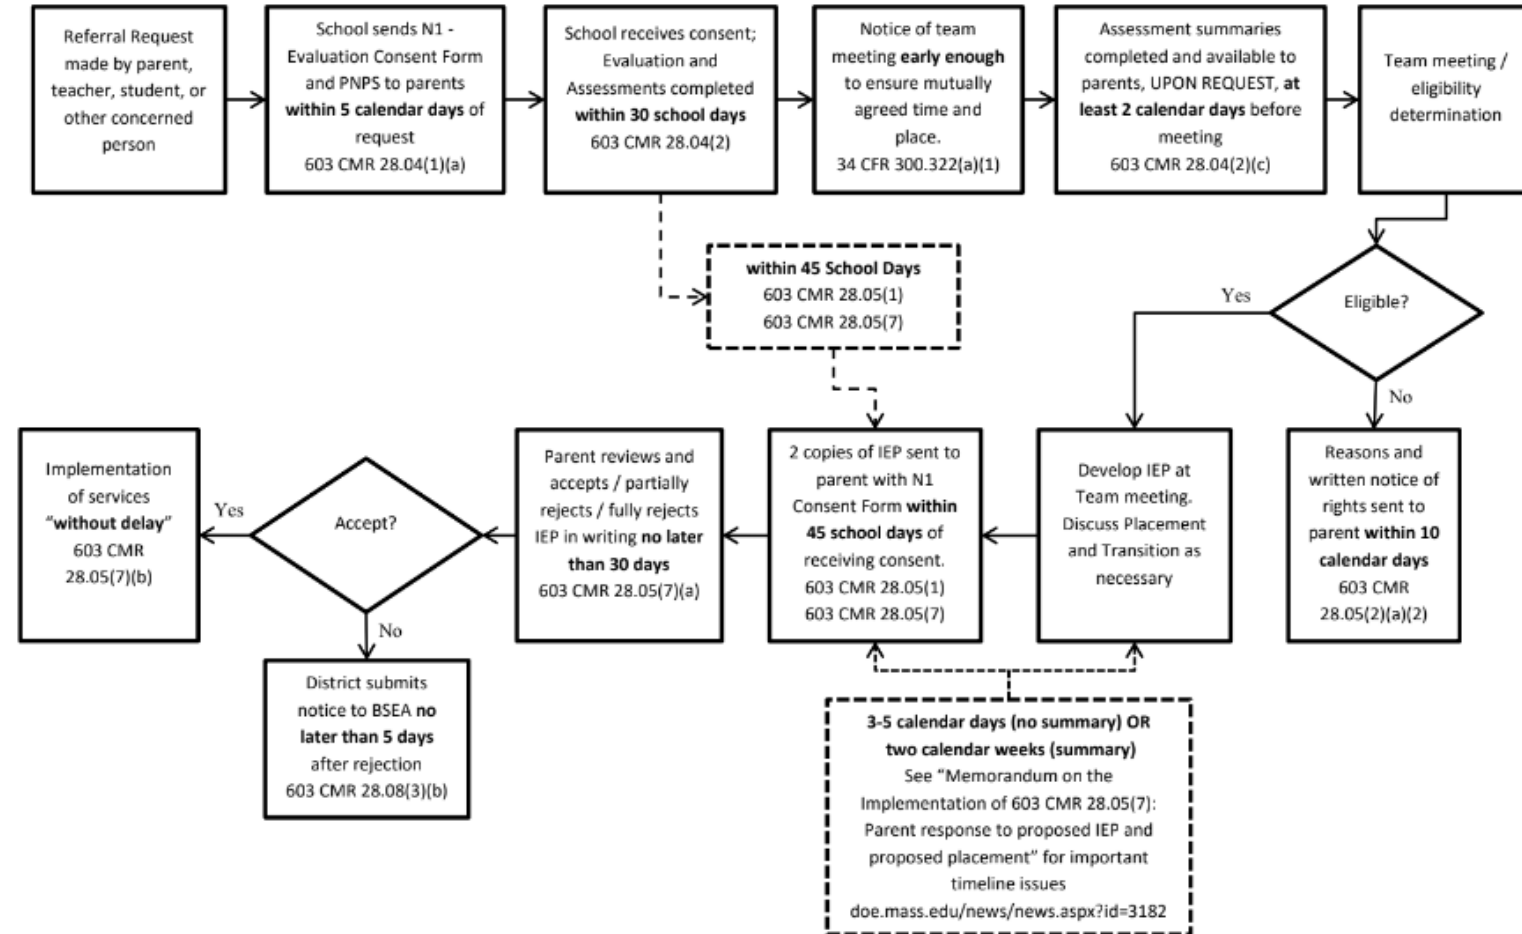 Referral Request
made by parent,
teacher, student, or
other concerned
person
School sends N1 -
Evaluation Consent Form
and PNPS to parents
within 5 calendar days of
request
603 CMR 28.04(1)(a)
School receives consent;
Evaluation and
Assessments completed
within 30 school days
603 CMR 28.04(2)
Notice of team
meeting early enough
to ensure mutually
agreed time and
place.
34 CFR 300.322(a)(1)
Assessment summaries
completed and available to
parents, UPON REQUEST, at
least 2 calendar days before
meeting
603 CMR 28.04(2)(c)
Team meeting /
eligibility
determination
within 45 School Days
603 CMR 28.05(1)
603 CMR 28.05(7)
Yes
Eligible?
No
Reasons and
written notice of
rights sent to
parent within 10
calendar days
603 CMR
28.05(2)(a)(2)
Develop IEP at
Team meeting.
Discuss Placement
and Transition as
necessary
2 copies of IEP sent to
parent with N1
Consent Form within
45 school days of
receiving consent.
603 CMR 28.05(1)
603 CMR 28.05(7)
Parent reviews and
accepts / partially
rejects / fully rejects
IEP in writing no later
than 30 days
603 CMR 28.05(7)(a)
Accept?
Yes
Implementation
of services
“without delay”
603 CMR
28.05(7)(b)
No
District submits
notice to BSEA no
later than 5 days
after rejection
603 CMR 28.08(3)(b)
3-5 calendar days (no summary) OR
two calendar weeks (summary)
See “Memorandum on the
Implementation of 603 CMR 28.05(7):
Parent response to proposed IEP and
proposed placement” for important
timeline issues
doe.mass.edu/news/news.aspx?id=3182